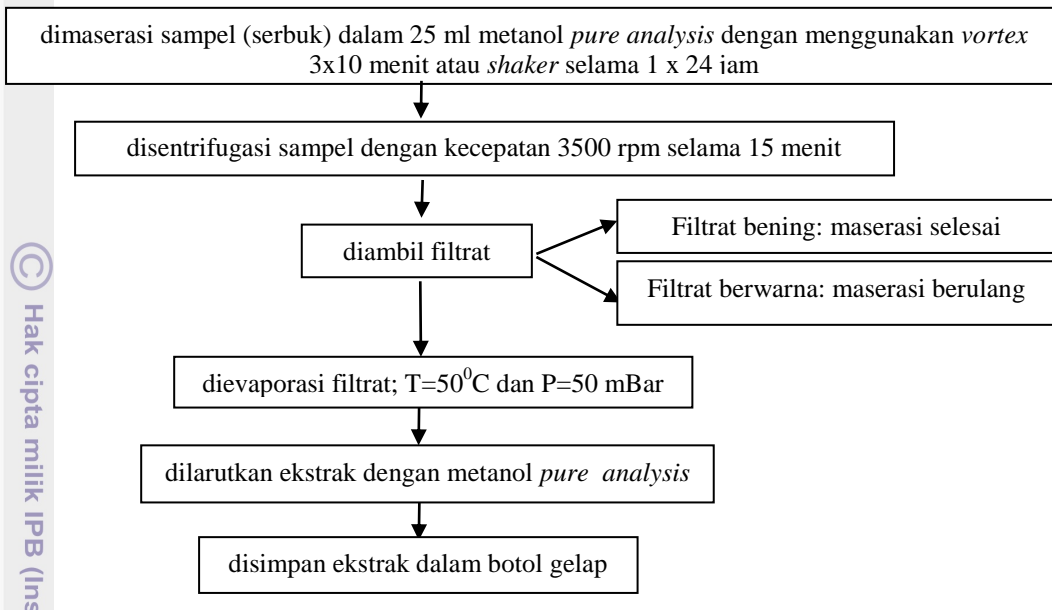 dimaserasi sampel (serbuk) dalam 25 ml metanol pure analysis dengan menggunakan vortex
3x10 menit atau shaker selama 1 x 24 jam
disentrifugasi sampel dengan kecepatan 3500 rpm selama 15 menit
diambil filtrat
Filtrat bening: maserasi selesai
Filtrat berwarna: maserasi berulang
dievaporasi filtrat; T=50⁰C dan P=50 mBar
dilarutkan ekstrak dengan metanol pure analysis
disimpan ekstrak dalam botol gelap
© Hak cipta milik IPB (Ins